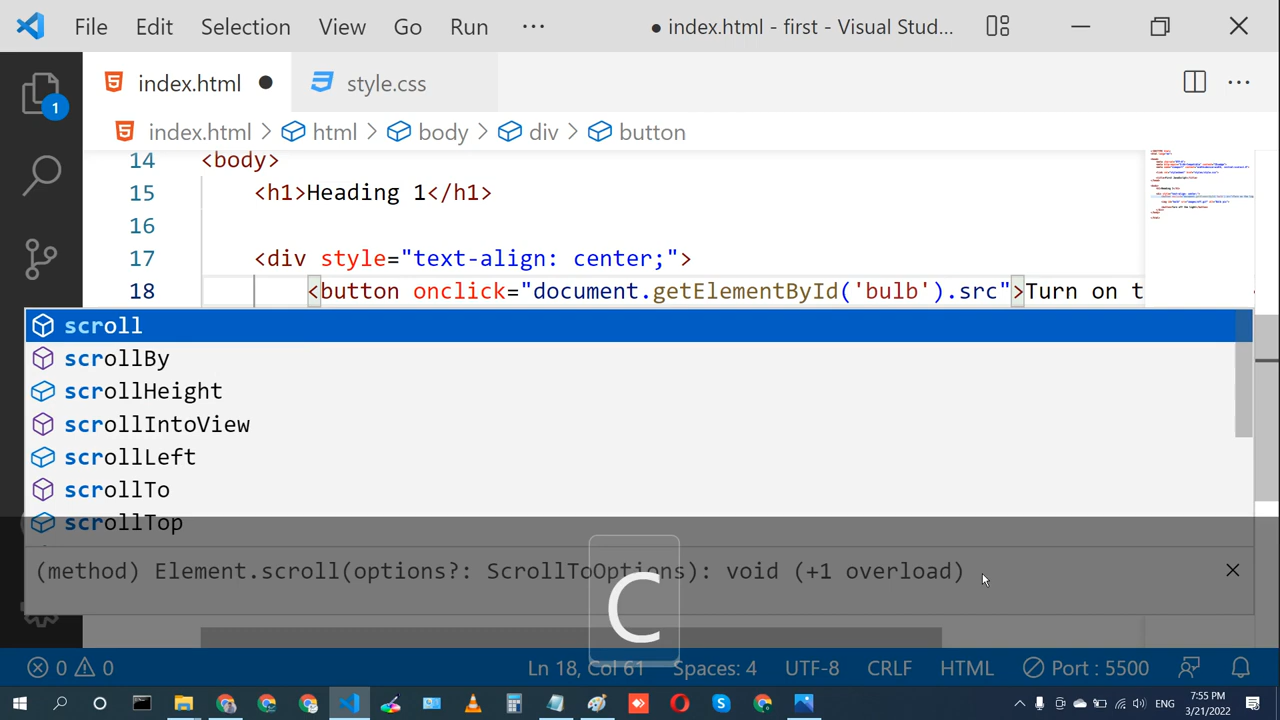 File Edit Selection View Go Run ··· ● index.html - first - Visual Stud...
index.html ● style.css ···
1
index.html > html > body > div > button
14 <body>
15 <h1>Heading 1</h1>
16
17 <div style="text-align: center;">
18 <button onclick="document.getElementById('bulb').src">Turn on t
scroll
scrollBy
scrollHeight
scrollIntoView
scrollLeft
scrollTo
scrollTop
(method) Element.scroll(options?: ScrollToOptions): void (+1 overload)
C
0 0 Ln 18, Col 61 Spaces: 4 UTF-8 CRLF HTML Port : 5500
ENG 7:55 PM
3/21/2022